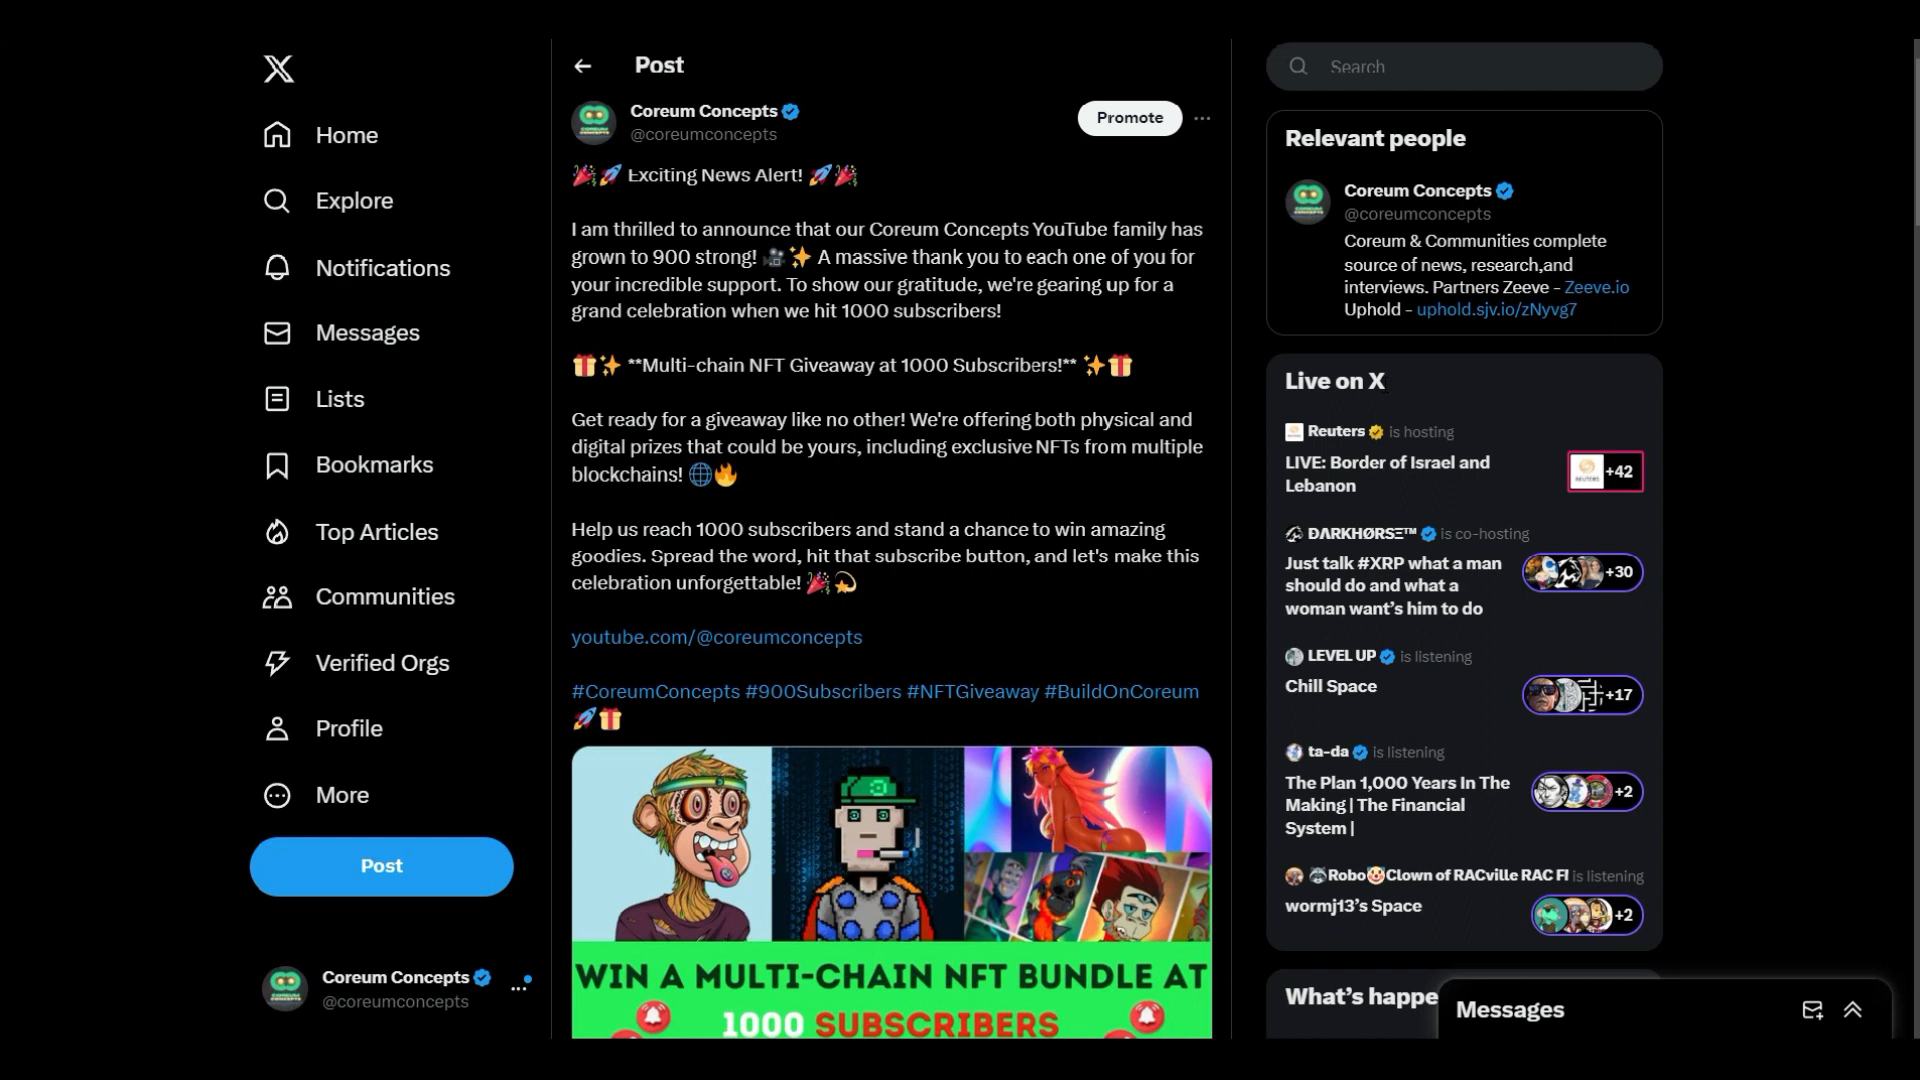 Home
Explore
Notifications
Messages
Lists
Bookmarks
Top Articles
Communities
Verified Orgs
Profile
More
Post
Coreum Concepts
@coreumconcepts
Post
Coreum Concepts
@coreumconcepts
Promote
🎉🚀 Exciting News Alert! 🚀🎉
I am thrilled to announce that our Coreum Concepts YouTube family has
grown to 900 strong! 🎥✨ A massive thank you to each one of you for
your incredible support. To show our gratitude, we're gearing up for a
grand celebration when we hit 1000 subscribers!
🎁✨ **Multi-chain NFT Giveaway at 1000 Subscribers!** ✨🎁
Get ready for a giveaway like no other! We're offering both physical and
digital prizes that could be yours, including exclusive NFTs from multiple
blockchains! 🌐🔥
Help us reach 1000 subscribers and stand a chance to win amazing
goodies. Spread the word, hit that subscribe button, and let's make this
celebration unforgettable! 🎉💫
youtube.com/@coreumconcepts
#CoreumConcepts #900Subscribers #NFTGiveaway #BuildOnCoreum
🚀🎁
WIN A MULTI-CHAIN NFT BUNDLE AT
1000 SUBSCRIBERS
Search
Relevant people
Coreum Concepts
@coreumconcepts
Coreum & Communities complete
source of news, research,and
interviews. Partners Zeeve - Zeeve.io
Uphold - uphold.sjv.io/zNyvg7
Live on X
Reuters is hosting
LIVE: Border of Israel and
Lebanon
+42
DARKHØRSΞ™ is co-hosting
Just talk #XRP what a man
should do and what a
woman want’s him to do
+30
LEVEL UP is listening
Chill Space
+17
ta-da is listening
The Plan 1,000 Years In The
Making | The Financial
System |
+2
🦝Robo🤡Clown of RACville RAC FI is listening
wormj13’s Space
+2
What’s happe
Messages